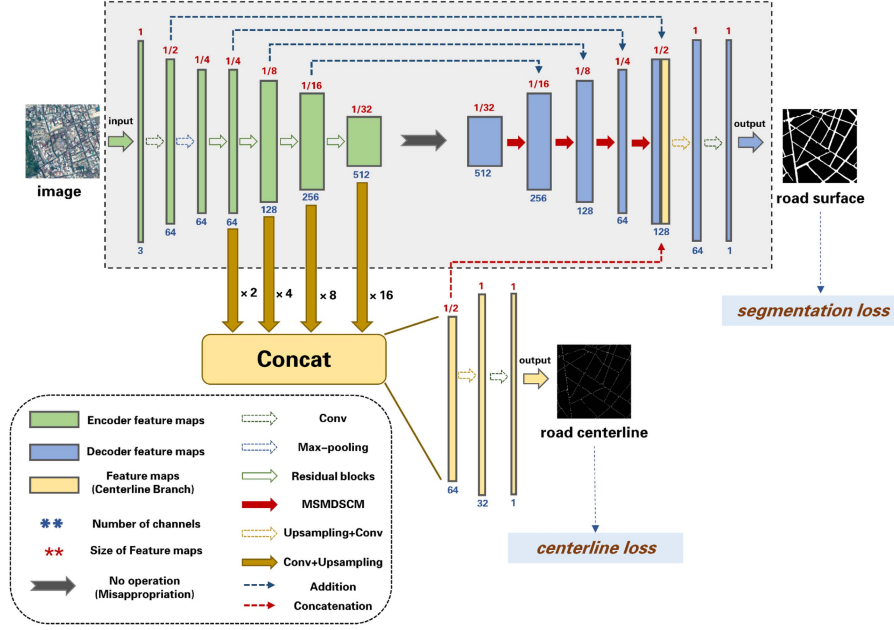 1
1/2
1/4
1/4
1/8
1/16
1/32
1/32
1/16
1/8
1/4
1/2
1
1
input
output
image
road surface
3
64
64
64
128
256
512
512
256
128
64
128
64
1
× 2
× 4
× 8
× 16
segmentation loss
Concat
1/2
1
1
output
64
32
1
road centerline
centerline loss
Encoder feature maps
Decoder feature maps
Feature maps
(Centerline Branch)
** Number of channels
** Size of Feature maps
No operation
(Misappropriation)
Conv
Max-pooling
Residual blocks
MSMDSCM
Upsampling+Conv
Conv+Upsampling
Addition
Concatenation